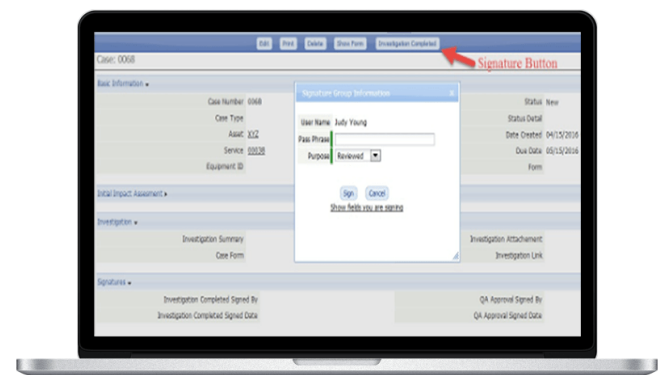 Edit Print Delete Show Form Investigation Completed
Signature Button
Case: 0068
Basic Information
Case Number 0068
Case Type
Asset XYZ
Service 00038
Equipment ID
Status New
Status Detail
Date Created 04/15/2016
Due Date 05/15/2016
Form
Signature Group Information
User Name Judy Young
Pass Phrase
Purpose Reviewed
Sign Cancel
Show fields you are signing
Initial Impact Assesment
Investigation
Investigation Summary
Case Form
Investigation Attachement
Investigation Link
Signatures
Investigation Completed Signed By
Investigation Completed Signed Date
QA Approval Signed By
QA Approval Signed Date